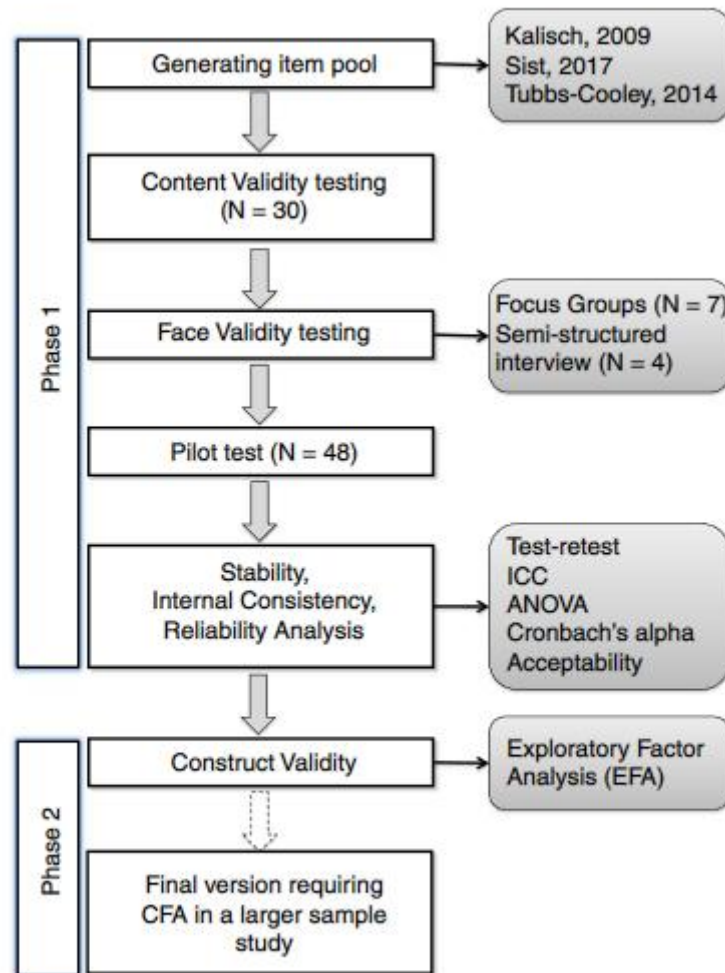 Phase 1
Generating item pool
Kalisch, 2009
Sist, 2017
Tubbs-Cooley, 2014
Content Validity testing
(N = 30)
Face Validity testing
Focus Groups (N = 7)
Semi-structured
interview (N = 4)
Pilot test (N = 48)
Stability,
Internal Consistency,
Reliability Analysis
Test-retest
ICC
ANOVA
Cronbach's alpha
Acceptability
Phase 2
Construct Validity
Exploratory Factor
Analysis (EFA)
Final version requiring
CFA in a larger sample
study